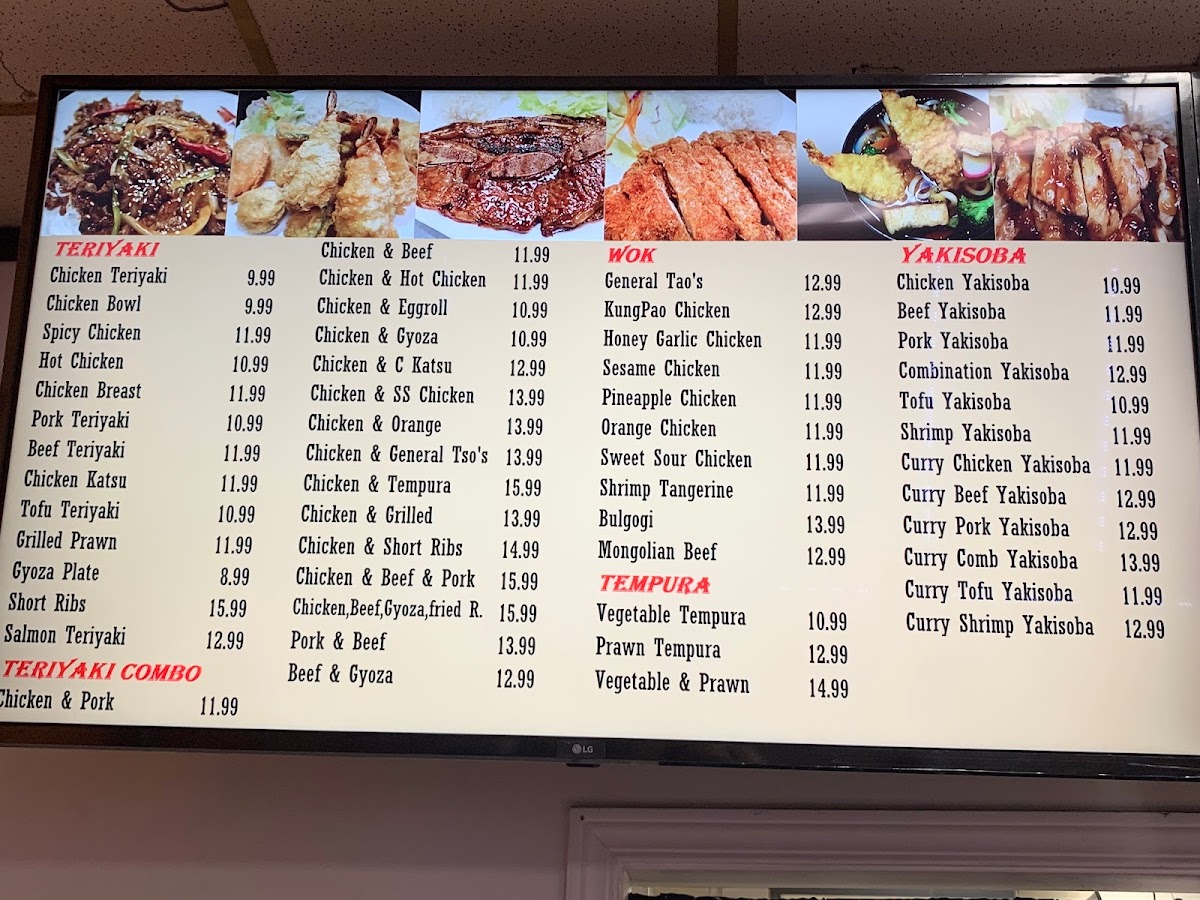 TERIYAKI
Chicken Teriyaki 9.99
Chicken Bowl 9.99
Spicy Chicken 11.99
Hot Chicken 10.99
Chicken Breast 11.99
Pork Teriyaki 10.99
Beef Teriyaki 11.99
Chicken Katsu 11.99
Tofu Teriyaki 10.99
Grilled Prawn 11.99
Gyoza Plate 8.99
Short Ribs 15.99
Salmon Teriyaki 12.99
TERIYAKI COMBO
Chicken & Pork 11.99
Chicken & Beef 11.99
Chicken & Hot Chicken 11.99
Chicken & Eggroll 10.99
Chicken & Gyoza 10.99
Chicken & C Katsu 12.99
Chicken & SS Chicken 13.99
Chicken & Orange 13.99
Chicken & General Tso's 13.99
Chicken & Tempura 15.99
Chicken & Grilled 13.99
Chicken & Short Ribs 14.99
Chicken & Beef & Pork 15.99
Chicken,Beef,Gyoza,fried R. 15.99
Pork & Beef 13.99
Beef & Gyoza 12.99
WOK
General Tao's 12.99
KungPao Chicken 12.99
Honey Garlic Chicken 11.99
Sesame Chicken 11.99
Pineapple Chicken 11.99
Orange Chicken 11.99
Sweet Sour Chicken 11.99
Shrimp Tangerine 11.99
Bulgogi 13.99
Mongolian Beef 12.99
TEMPURA
Vegetable Tempura 10.99
Prawn Tempura 12.99
Vegetable & Prawn 14.99
YAKISOBA
Chicken Yakisoba 10.99
Beef Yakisoba 11.99
Pork Yakisoba 11.99
Combination Yakisoba 12.99
Tofu Yakisoba 10.99
Shrimp Yakisoba 11.99
Curry Chicken Yakisoba 11.99
Curry Beef Yakisoba 12.99
Curry Pork Yakisoba 12.99
Curry Comb Yakisoba 13.99
Curry Tofu Yakisoba 11.99
Curry Shrimp Yakisoba 12.99
LG